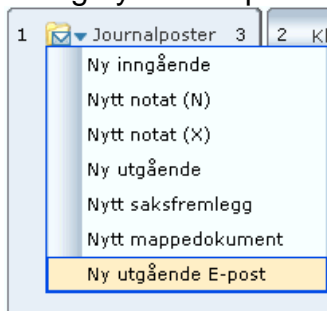 1 Journalposter 3 2
Ny inngående
Nytt notat (N)
Nytt notat (X)
Ny utgående
Nytt saksfremlegg
Nytt mappedokument
Ny utgående E-post